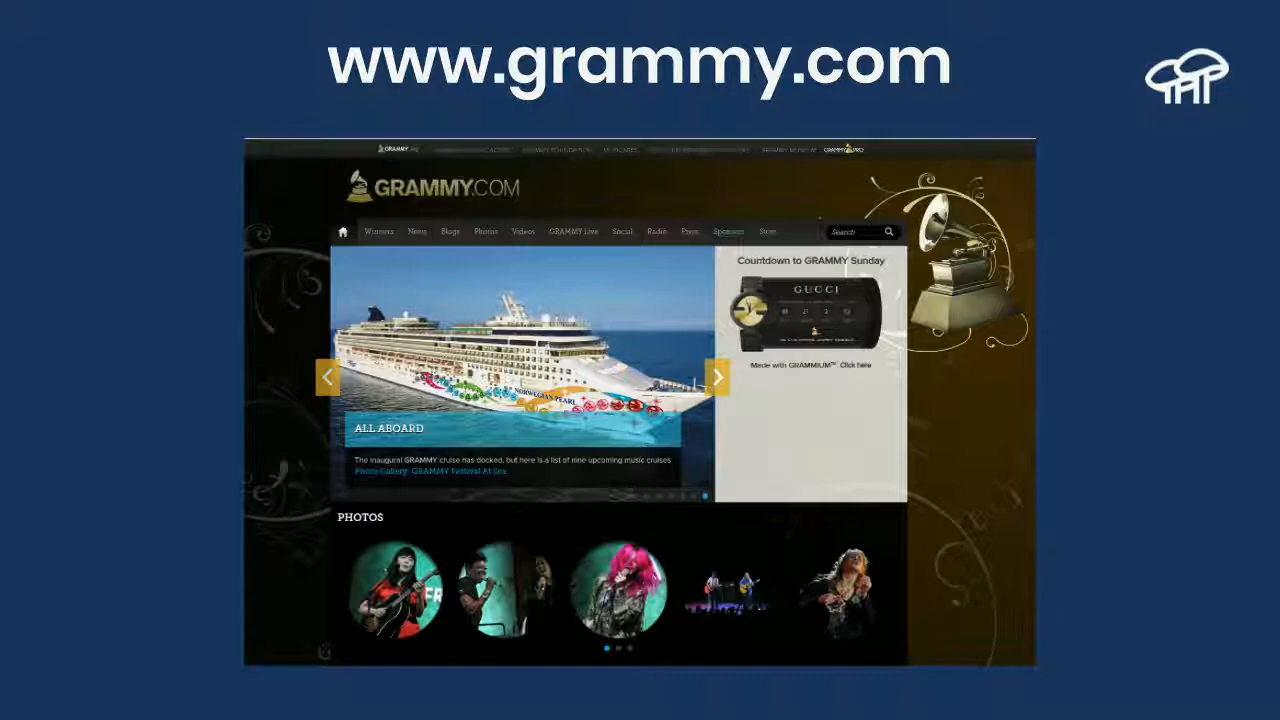 www.grammy.com
GRAMMY.COM
Winners News Blogs Photos Videos GRAMMY Live Social Radio Press Sponsors Store
Search
Countdown to GRAMMY Sunday
GUCCI
Made with GRAMMIUM™ Click here
NORWEGIAN PEARL
ALL ABOARD
The inaugural GRAMMY cruise has docked, but here is a list of nine upcoming music cruises
Photo Gallery: GRAMMY Festival At Sea
PHOTOS